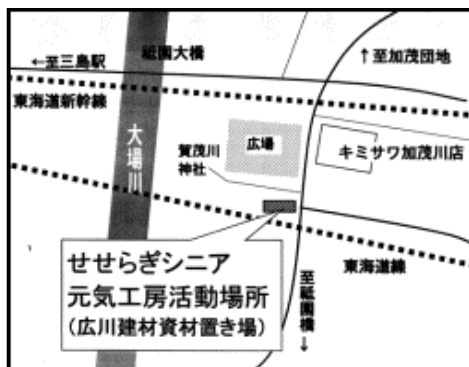 祇園大橋
←至三島駅
↑至加茂団地
東海道新幹線
大場川
広場
賀茂川
神社
キミサワ加茂川店
せせらぎシニア
元気工房活動場所
（広川建材資材置き場）
東海道線
至祇園橋→